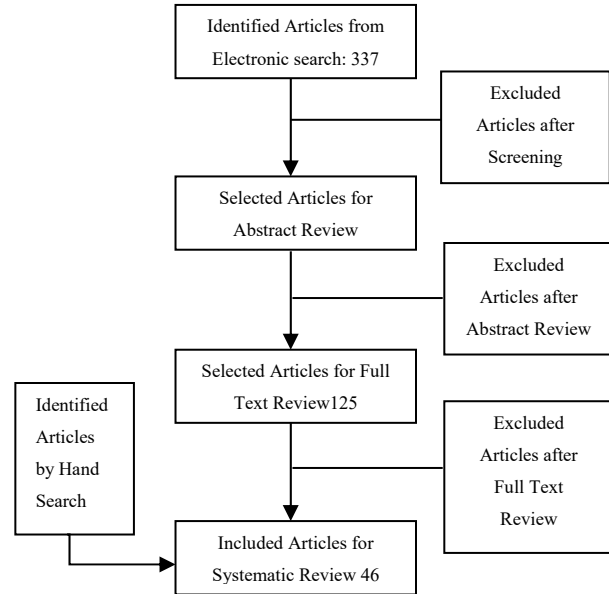 Identified Articles from
Electronic search: 337
Excluded
Articles after
Screening
Selected Articles for
Abstract Review
Excluded
Articles after
Abstract Review
Selected Articles for Full
Text Review125
Identified
Articles
by Hand
Search
Excluded
Articles after
Full Text
Review
Included Articles for
Systematic Review 46